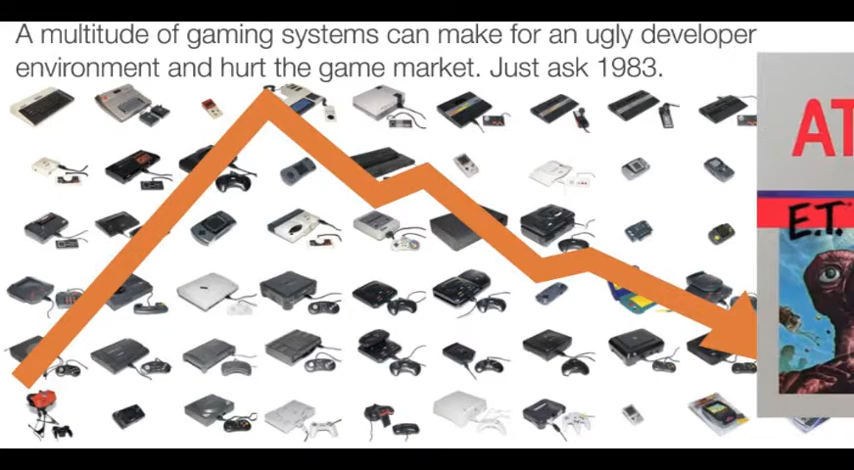 A multitude of gaming systems can make for an ugly developer
environment and hurt the game market. Just ask 1983.
AT
E.T.